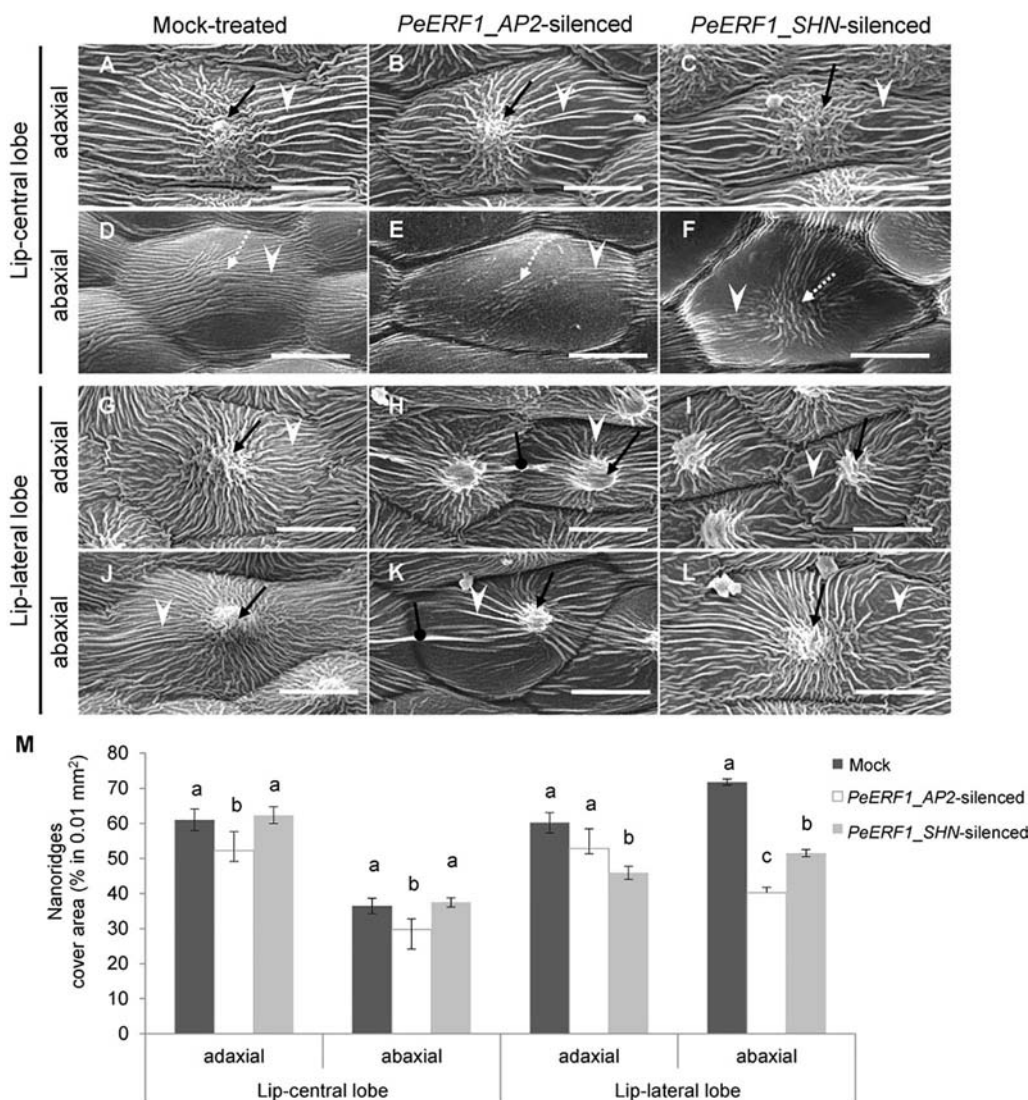 Mock-treated PeERF1_AP2-silenced PeERF1_SHN-silenced
Lip-central lobe
adaxial
A B C
abaxial
D E F
Lip-lateral lobe
adaxial
G H I
abaxial
J K L
M
Nanoridges
cover area (% in 0.01 mm²)
80
70
60
50
40
30
20
10
0
a b a
a b a
a a b
a c b
Mock
PeERF1_AP2-silenced
PeERF1_SHN-silenced
adaxial abaxial adaxial abaxial
Lip-central lobe Lip-lateral lobe